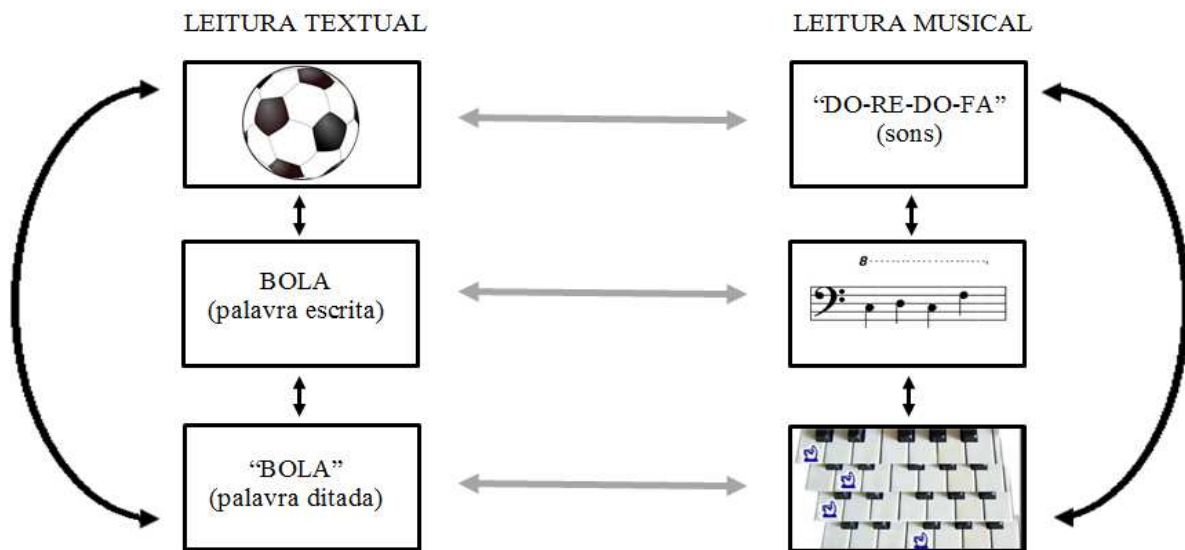 LEITURA TEXTUAL
LEITURA MUSICAL
“DO-RE-DO-FA”
(sons)
BOLA
(palavra escrita)
8
“BOLA”
(palavra ditada)